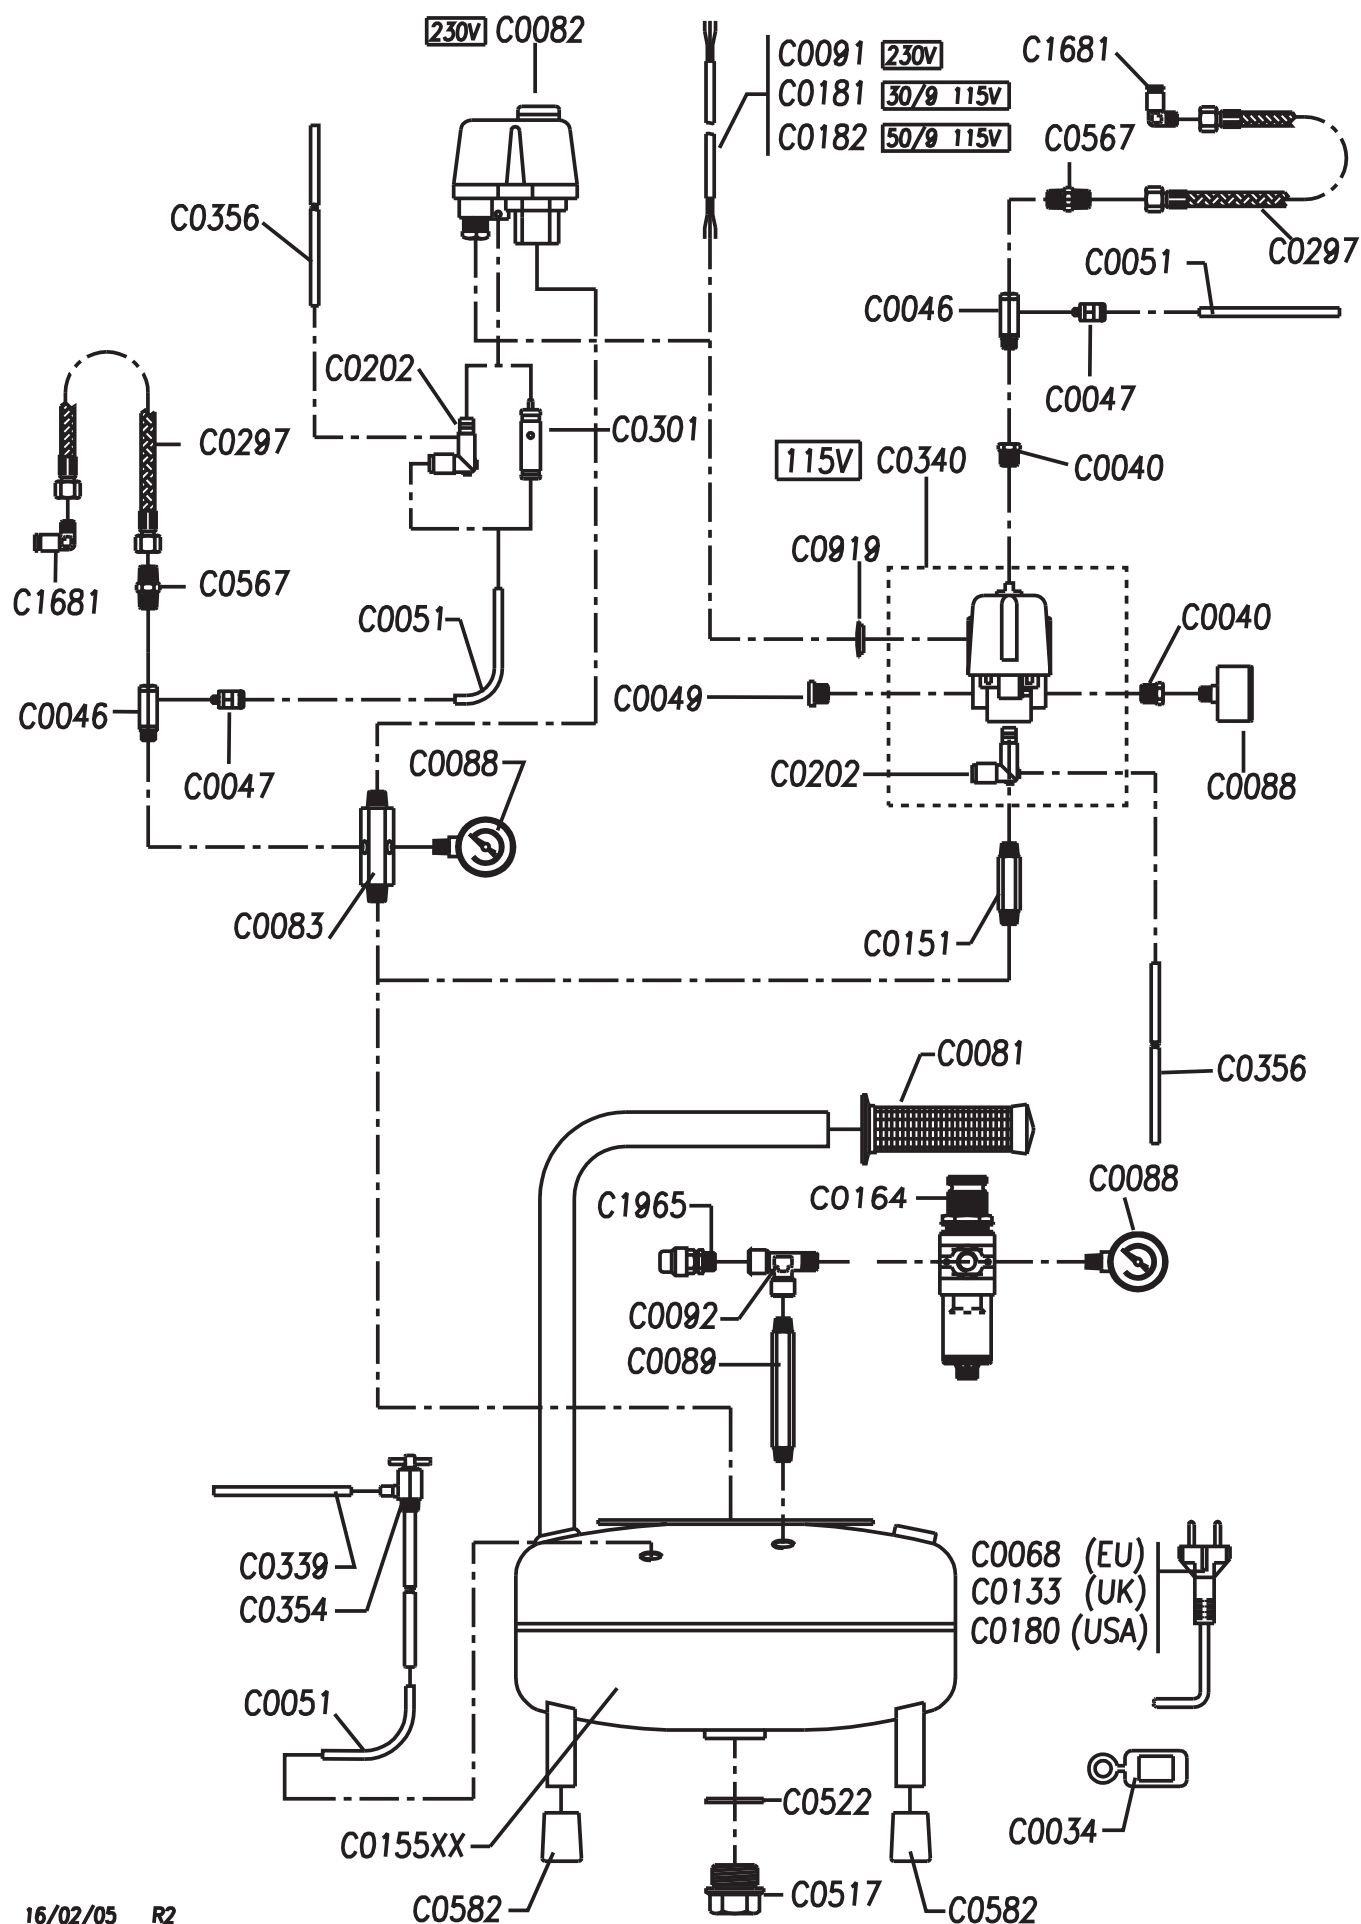 230V C0082
C0091 230V
C0181 30/9 115V
C0182 50/9 115V
C1681
C0567
C0356
C0297
C0051
C0046
C0202
C0047
C0301
C0297
115V C0340
C0040
C0919
C0567
C1681
C0051
C0040
C0049
C0046
C0088
C0202
C0047
C0088
C0083
C0151
C0081
C0356
C0088
C1965
C0164
C0092
C0089
C0068 (EU)
C0339
C0133 (UK)
C0354
C0180 (USA)
C0051
C0522
C0034
C0155XX
C0517
C0582
C0582
16/02/05 R2